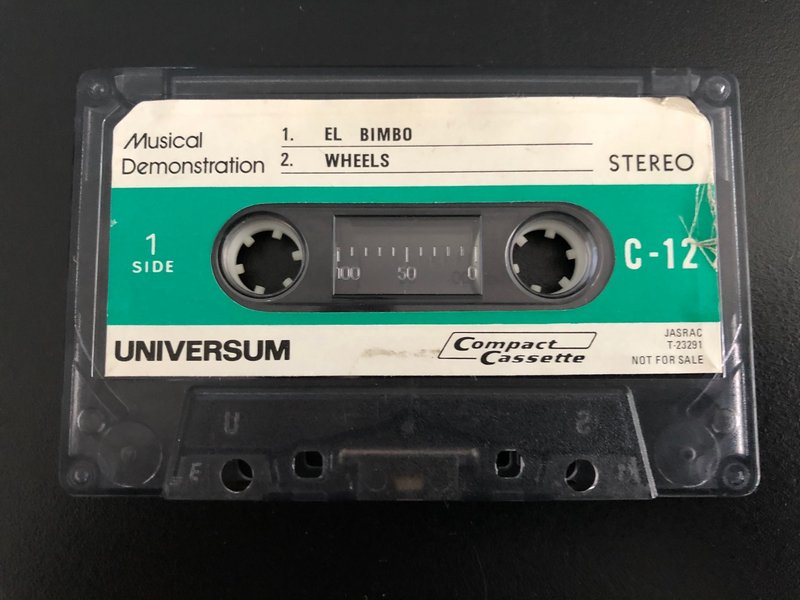 Musical
Demonstration
1. EL BIMBO
2. WHEELS
STEREO
1
SIDE
100 50 0
C-12
UNIVERSUM
Compact
Cassette
JASRAC
T-23291
NOT FOR SALE